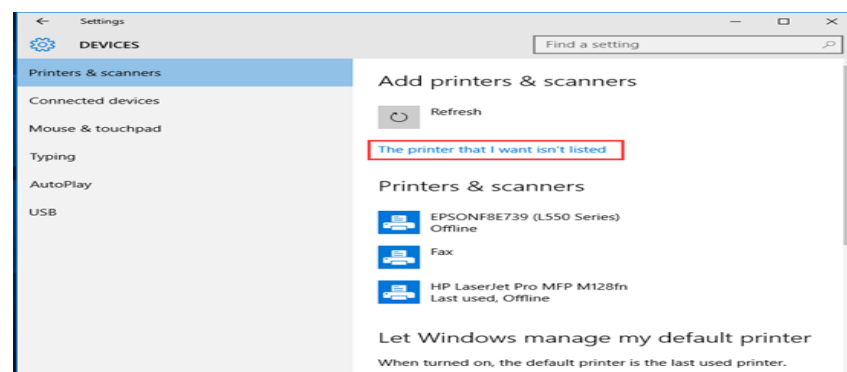 Settings
DEVICES
Find a setting
Printers & scanners
Connected devices
Mouse & touchpad
Typing
AutoPlay
USB
Add printers & scanners
Refresh
The printer that I want isn't listed
Printers & scanners
EPSONF8E739 (L550 Series)
Offline
Fax
HP LaserJet Pro MFP M128fn
Last used, Offline
Let Windows manage my default printer
When turned on, the default printer is the last used printer.